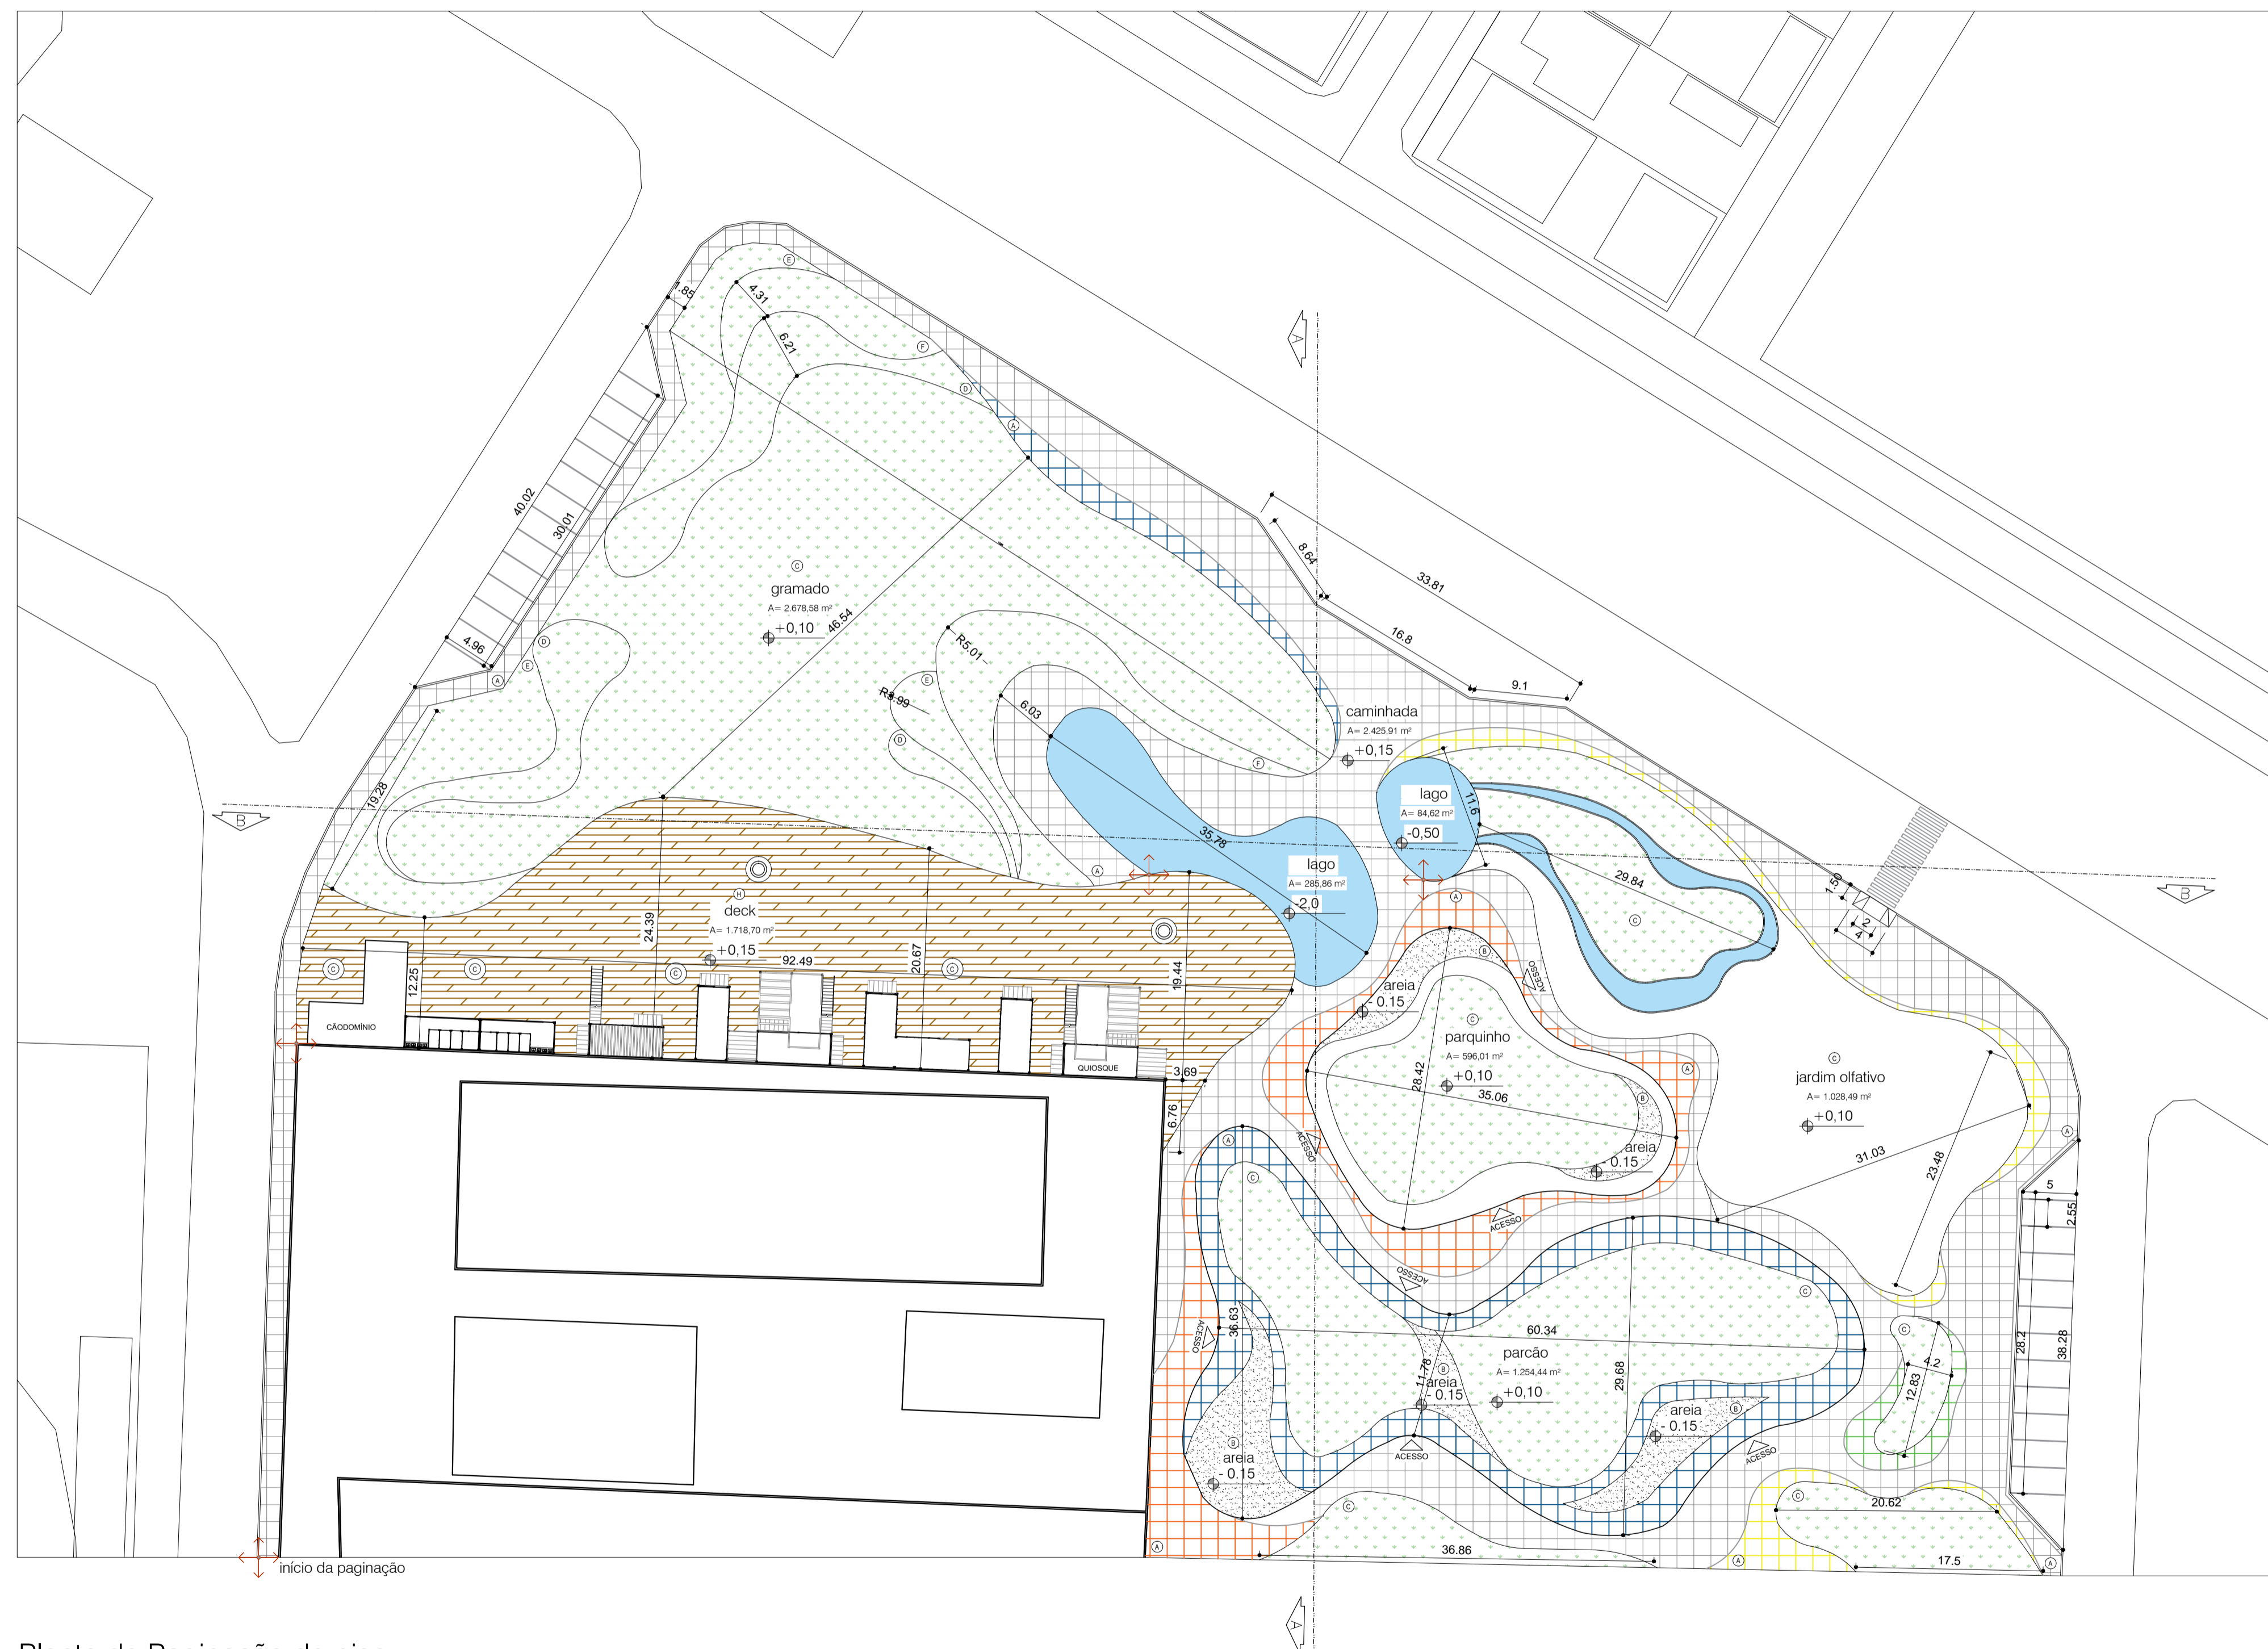 E
1.85
4.31
6.21
F
D
A
A
40.02
30.01
8.64
33.81
C
gramado
A= 2.678,58 m²
+0,10
46.54
16.8
9.1
4.96
D
E
A
R5.01
E
6.03
D
F
caminhada
A= 2.425,91 m²
+0,15
19.28
B
lago
A= 84,62 m²
-0,50
11.6
35.78
lago
A= 285,86 m²
-2,0
29.84
C
1.50
2
4
B
A
H
deck
A= 1.718,70 m²
+0,15
24.39
92.49
20.67
19.44
12.25
C
C
C
C
CÃODOMÍNIO
QUIOSQUE
3.69
6.76
A
B
areia
- 0.15
ACESSO
C
parquinho
A= 596,01 m²
+0,10
28.42
35.06
A
B
areia
- 0.15
ACESSO
ACESSO
C
jardim olfativo
A= 1.028,49 m²
+0,10
31.03
23.48
A
5
2.55
28.2
38.28
A
C
ACESSO
ACESSO
36.63
60.34
parcão
A= 1.254,44 m²
+0,10
11.78
B
areia
- 0.15
29.68
C
areia
- 0.15
B
ACESSO
ACESSO
B
areia
- 0.15
C
4.2
12.83
C
C
20.62
A
36.86
A
17.5
A
início da paginação
A